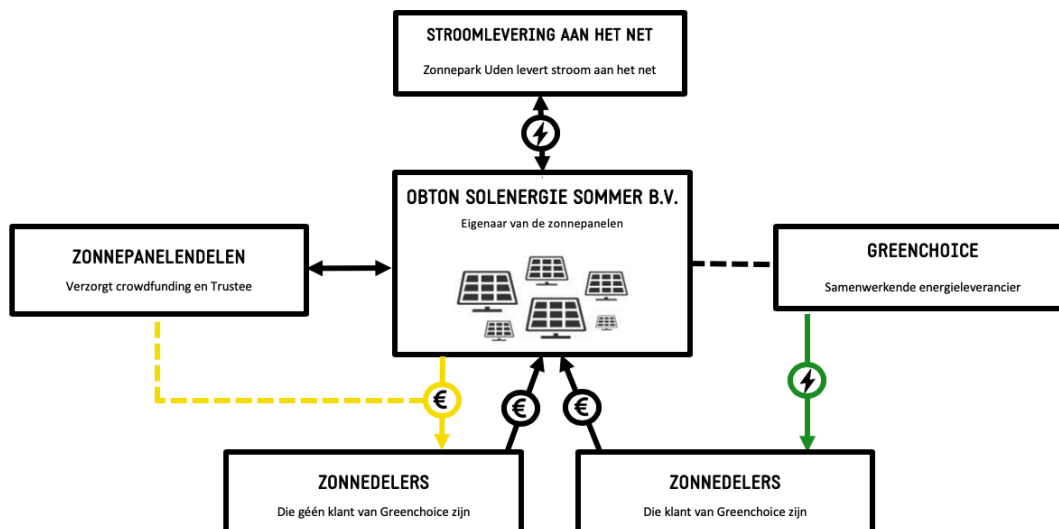 STROOMLEVERING AAN HET NET
Zonnepark Uden levert stroom aan het net
OBTON SOLENERGIE SOMMER B.V.
Eigenaar van de zonnepanelen
ZONNEPANELENDELEN
Verzorgt crowdfunding en Trustee
GREENCHOICE
Samenwerkende energieleverancier
€
€
€
ZONNEDELERS
Die géén klant van Greenchoice zijn
ZONNEDELERS
Die klant van Greenchoice zijn